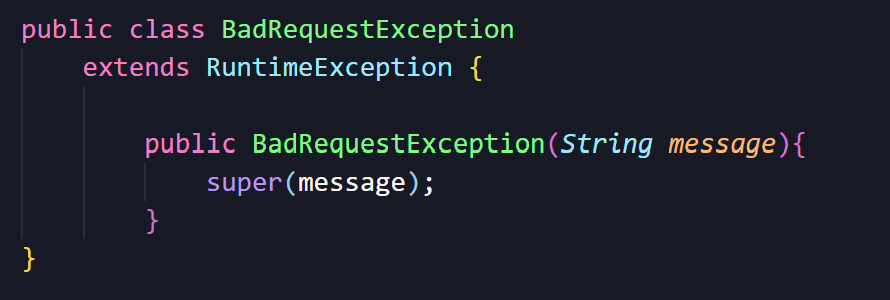 public class BadRequestException
    extends RuntimeException {

        public BadRequestException(String message){
            super(message);
        }
}